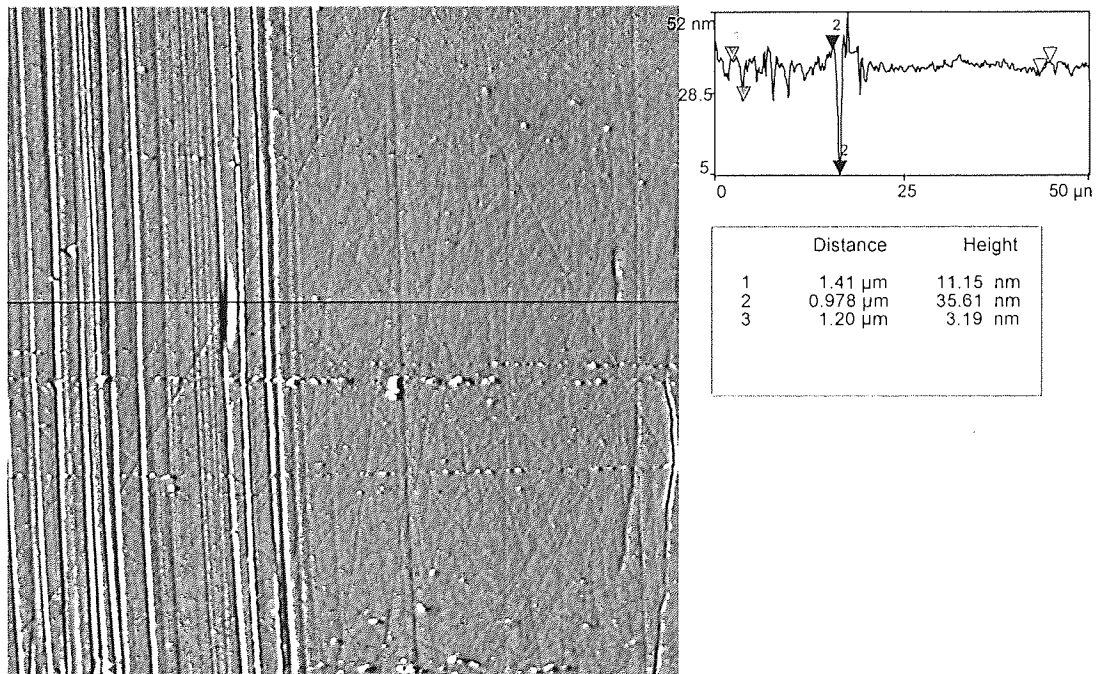 52 nm
2
28.5
2
5
0 25 50 µn
Distance Height
1 1.41 µm 11.15 nm
2 0.978 µm 35.61 nm
3 1.20 µm 3.19 nm